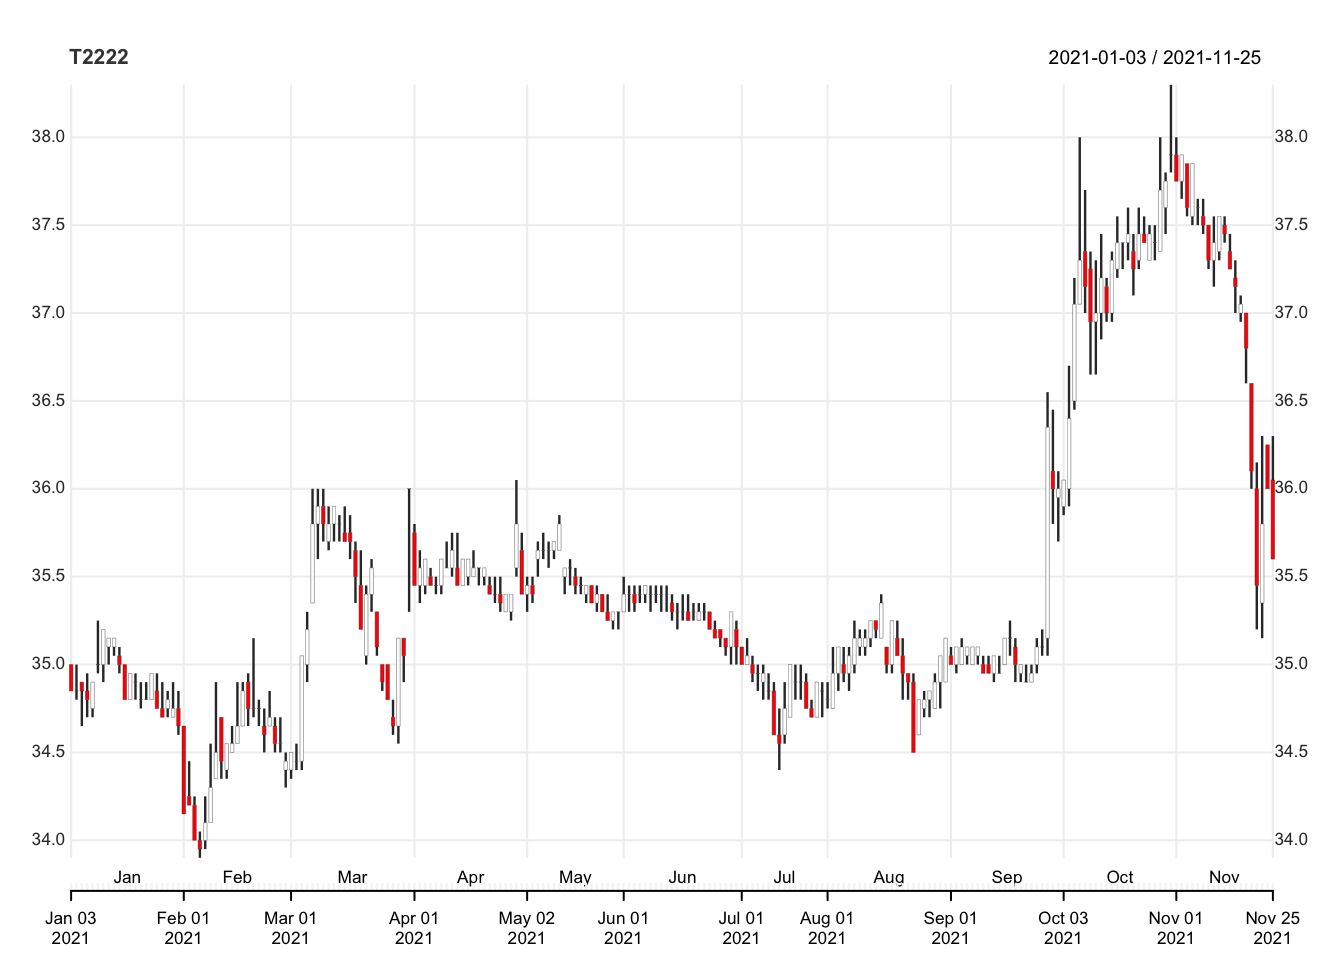 T2222 2021-01-03 / 2021-11-25
38.0 38.0
37.5 37.5
37.0 37.0
36.5 36.5
36.0 36.0
35.5 35.5
35.0 35.0
34.5 34.5
34.0 34.0
Jan Feb Mar Apr May Jun Jul Aug Sep Oct Nov
Jan 03 Feb 01 Mar 01 Apr 01 May 02 Jun 01 Jul 01 Aug 01 Sep 01 Oct 03 Nov 01 Nov 25
2021 2021 2021 2021 2021 2021 2021 2021 2021 2021 2021 2021